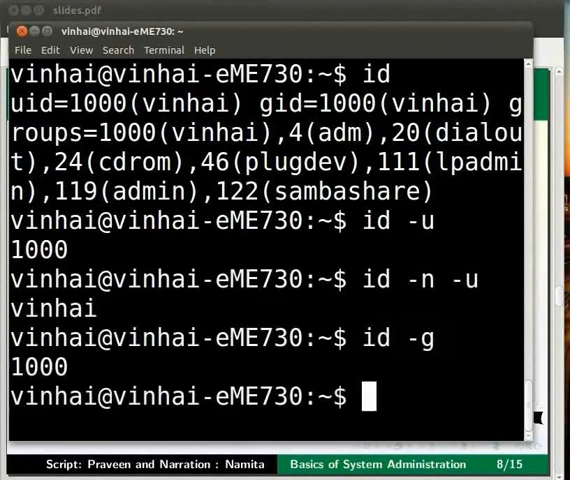 slides.pdf
vinhai@vinhai-eME730: ~
File Edit View Search Terminal Help
vinhai@vinhai-eME730:~$ id
uid=1000(vinhai) gid=1000(vinhai) g
roups=1000(vinhai),4(adm),20(dialou
t),24(cdrom),46(plugdev),111(lpadmi
n),119(admin),122(sambashare)
vinhai@vinhai-eME730:~$ id -u
1000
vinhai@vinhai-eME730:~$ id -n -u
vinhai
vinhai@vinhai-eME730:~$ id -g
1000
vinhai@vinhai-eME730:~$
Script: Praveen and Narration : Namita Basics of System Administration 8/15